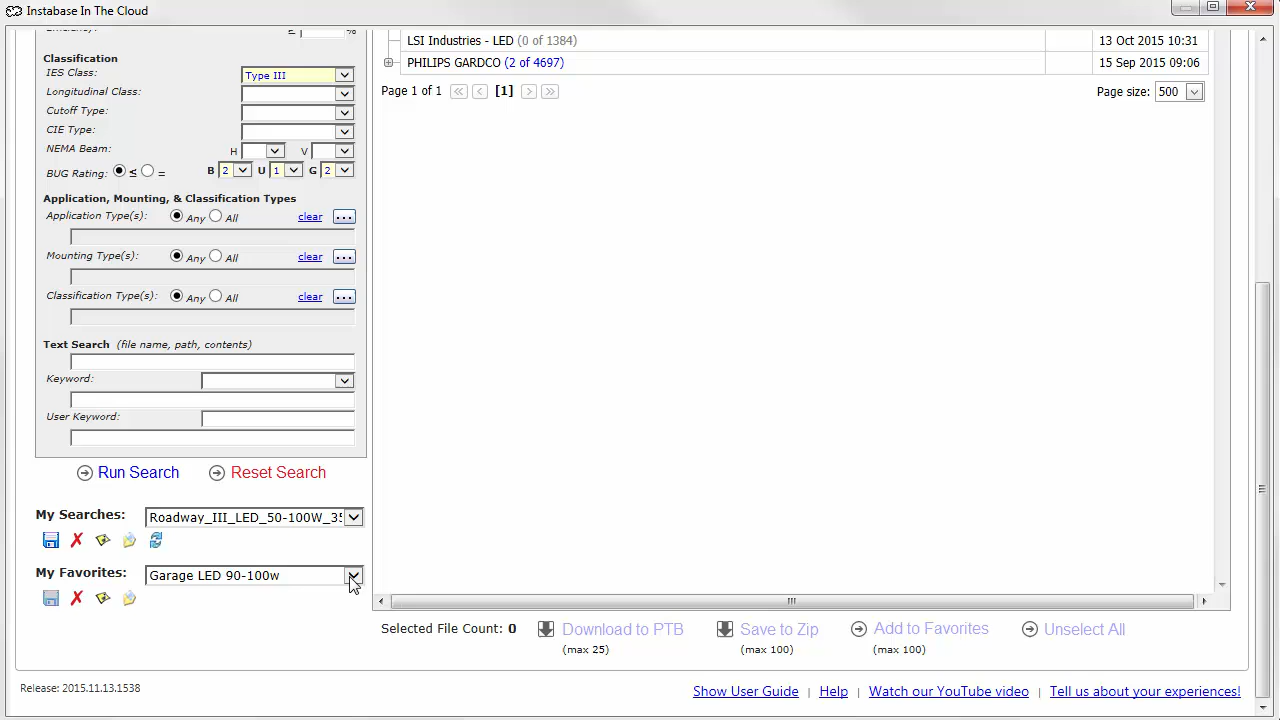 Instabase In The Cloud
Efficiency: ≥ %
Classification
IES Class: Type III
Longitudinal Class:
Cutoff Type:
CIE Type:
NEMA Beam: H V
BUG Rating: ≤ = B 2 U 1 G 2
Application, Mounting, & Classification Types
Application Type(s): Any All clear ...
Mounting Type(s): Any All clear ...
Classification Type(s): Any All clear ...
Text Search (file name, path, contents)
Keyword:
User Keyword:
Run Search Reset Search
My Searches: Roadway_III_LED_50-100W_35
My Favorites: Garage LED 90-100w
LSI Industries - LED (0 of 1384) 13 Oct 2015 10:31
PHILIPS GARDCO (2 of 4697) 15 Sep 2015 09:06
Page 1 of 1 << < [1] > >> Page size: 500
Selected File Count: 0 Download to PTB Save to Zip Add to Favorites Unselect All
(max 25) (max 100) (max 100)
Release: 2015.11.13.1538
Show User Guide | Help | Watch our YouTube video | Tell us about your experiences!